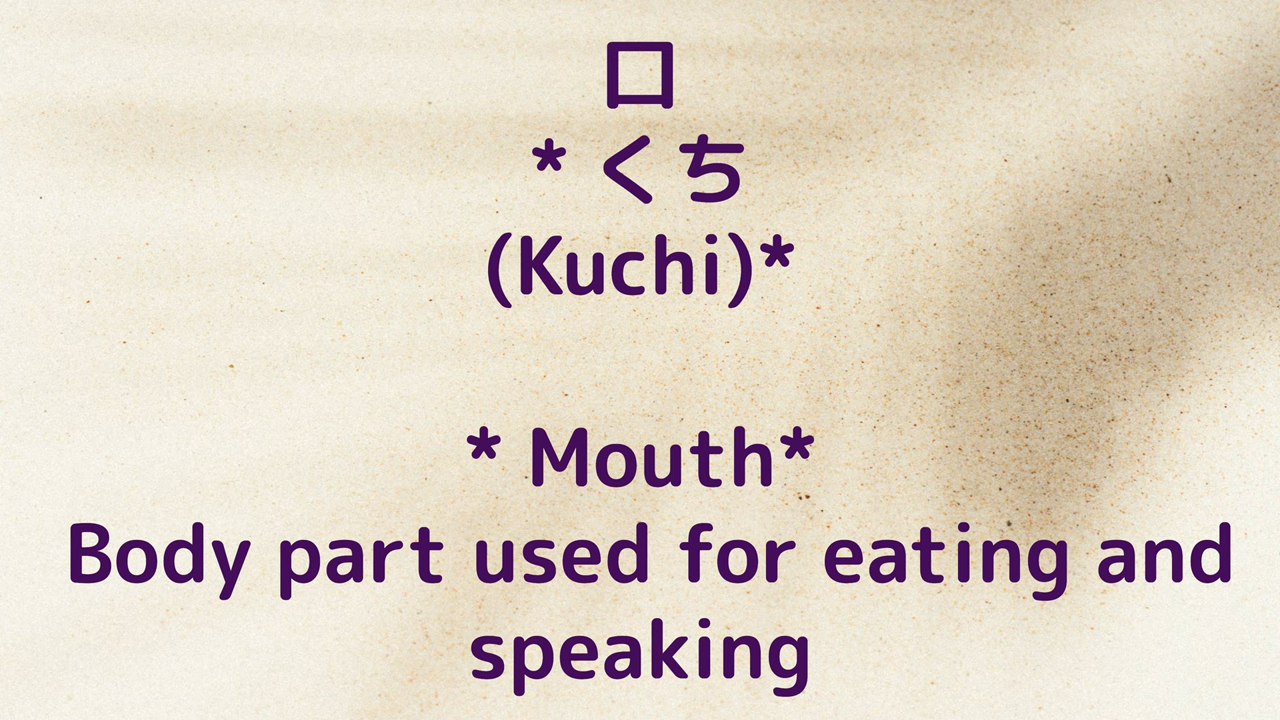 口
* くち
(Kuchi)*
* Mouth*
Body part used for eating and
speaking